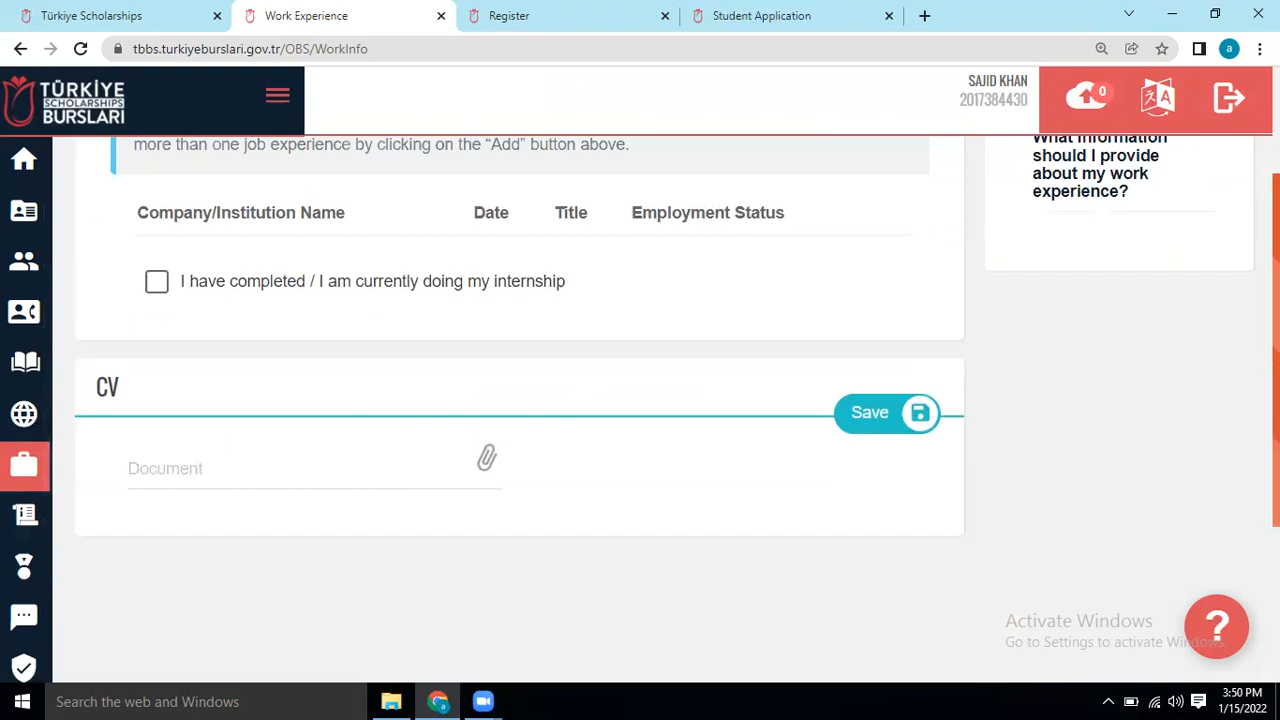 Türkiye Scholarships
Work Experience
Register
Student Application
tbbs.turkiyeburslari.gov.tr/OBS/WorkInfo
a
TÜRKİYE
SCHOLARSHIPS
BURSLARI
SAJID KHAN
2017384430
0
A
more than one job experience by clicking on the “Add” button above.
What information
should I provide
about my work
experience?
Company/Institution Name Date Title Employment Status
I have completed / I am currently doing my internship
CV
Save
Document
Activate Windows
Go to Settings to activate Windows.
?
Search the web and Windows
3:50 PM
1/15/2022